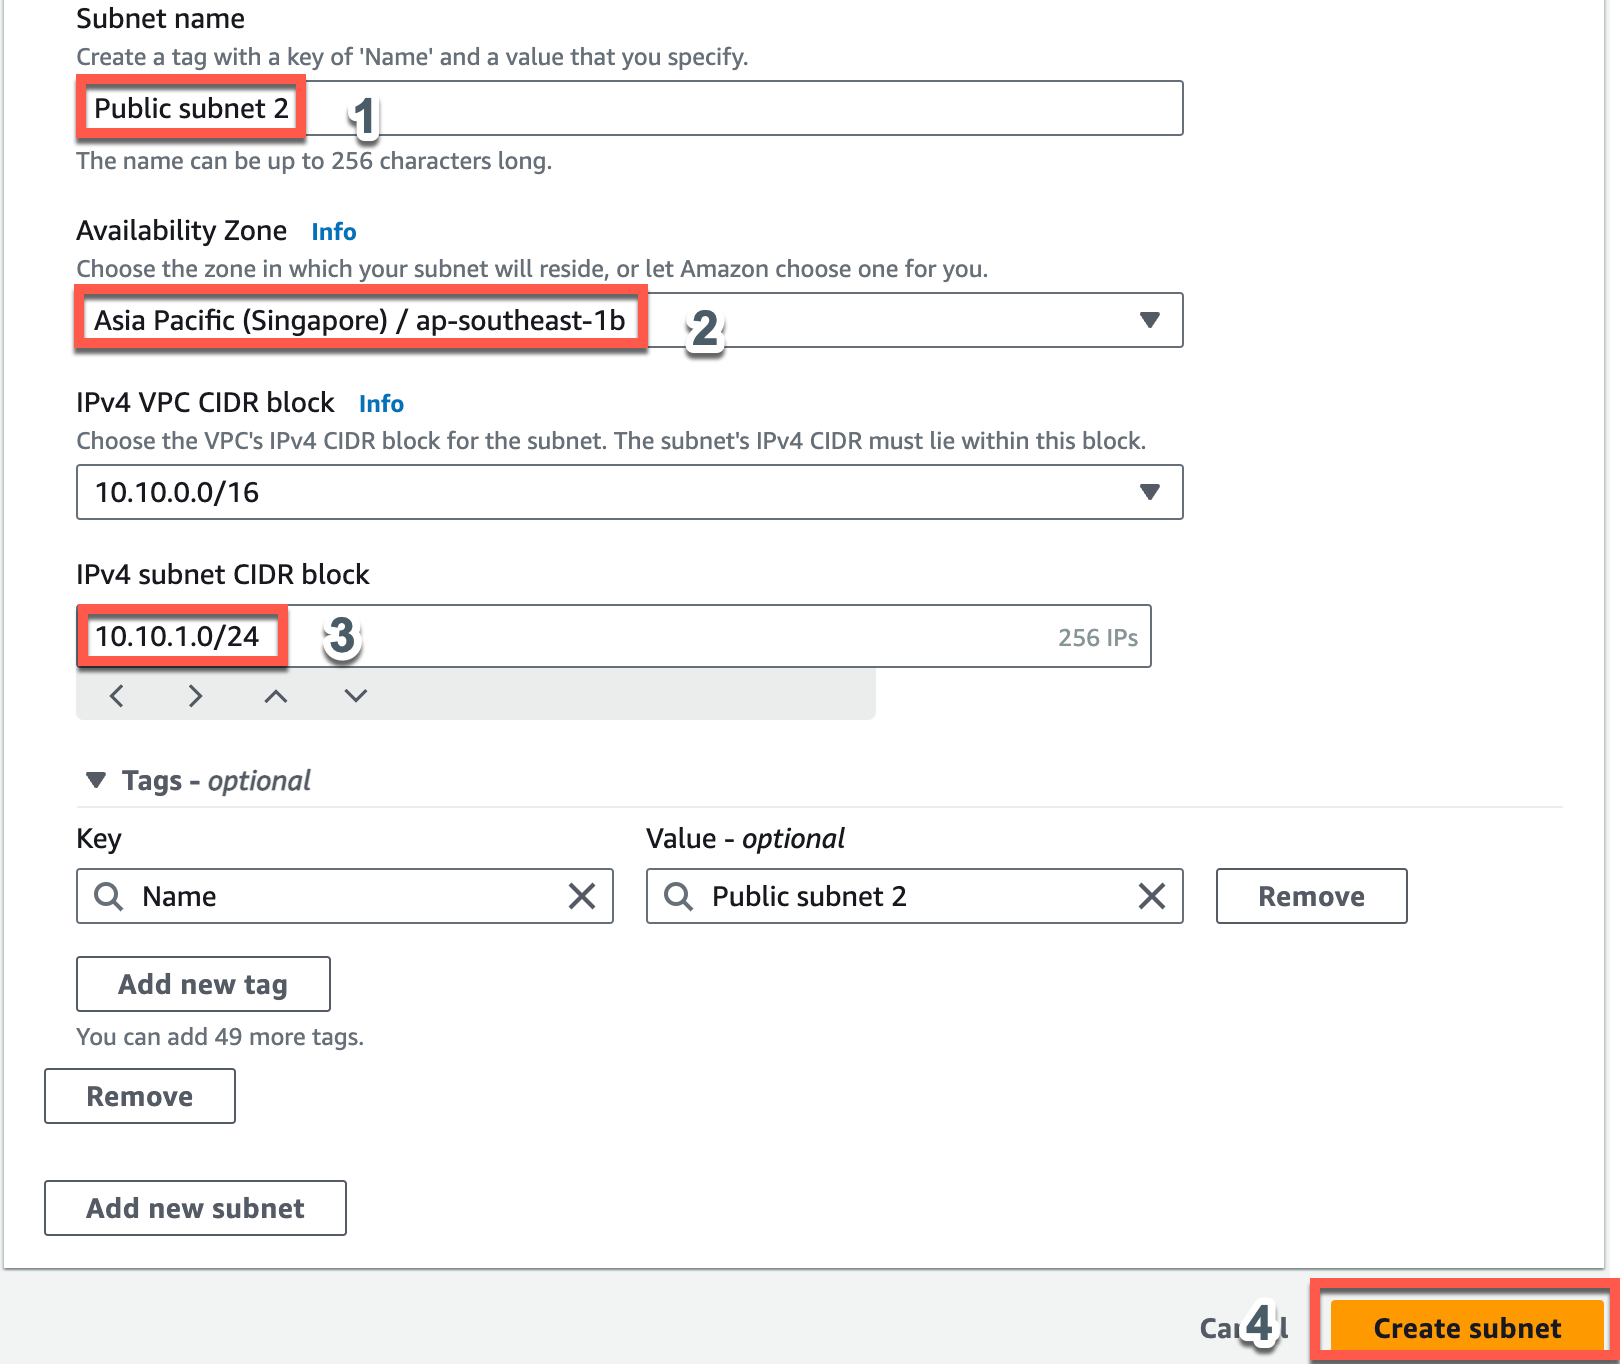 Subnet name
Create a tag with a key of 'Name' and a value that you specify.
Public subnet 2 1
The name can be up to 256 characters long.
Availability Zone Info
Choose the zone in which your subnet will reside, or let Amazon choose one for you.
Asia Pacific (Singapore) / ap-southeast-1b 2
IPv4 VPC CIDR block Info
Choose the VPC's IPv4 CIDR block for the subnet. The subnet's IPv4 CIDR must lie within this block.
10.10.0.0/16
IPv4 subnet CIDR block
10.10.1.0/24 3 256 IPs
Tags - optional
Key Value - optional
Name Public subnet 2 Remove
Add new tag
You can add 49 more tags.
Remove
Add new subnet
4 Create subnet